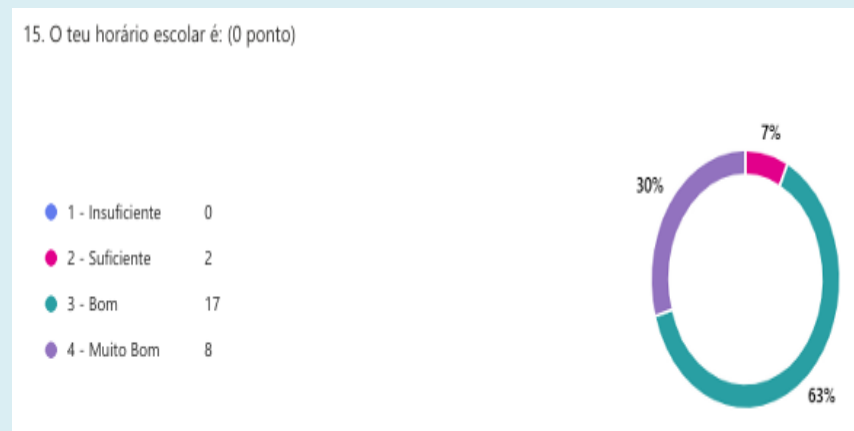 15. O teu horário escolar é: (0 ponto)
7%
30%
1 - Insuficiente 0
2 - Suficiente 2
3 - Bom 17
4 - Muito Bom 8
63%